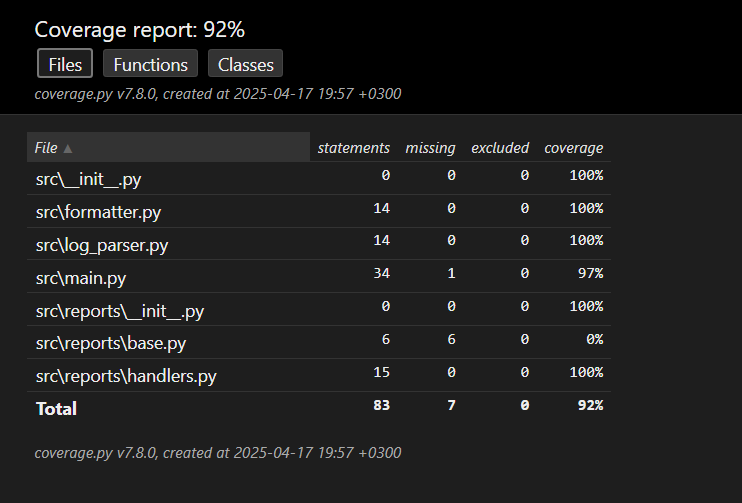 Coverage report: 92%
Files Functions Classes
coverage.py v7.8.0, created at 2025-04-17 19:57 +0300
File ▲ statements missing excluded coverage
src\__init__.py 0 0 0 100%
src\formatter.py 14 0 0 100%
src\log_parser.py 14 0 0 100%
src\main.py 34 1 0 97%
src\reports\__init__.py 0 0 0 100%
src\reports\base.py 6 6 0 0%
src\reports\handlers.py 15 0 0 100%
Total 83 7 0 92%
coverage.py v7.8.0, created at 2025-04-17 19:57 +0300